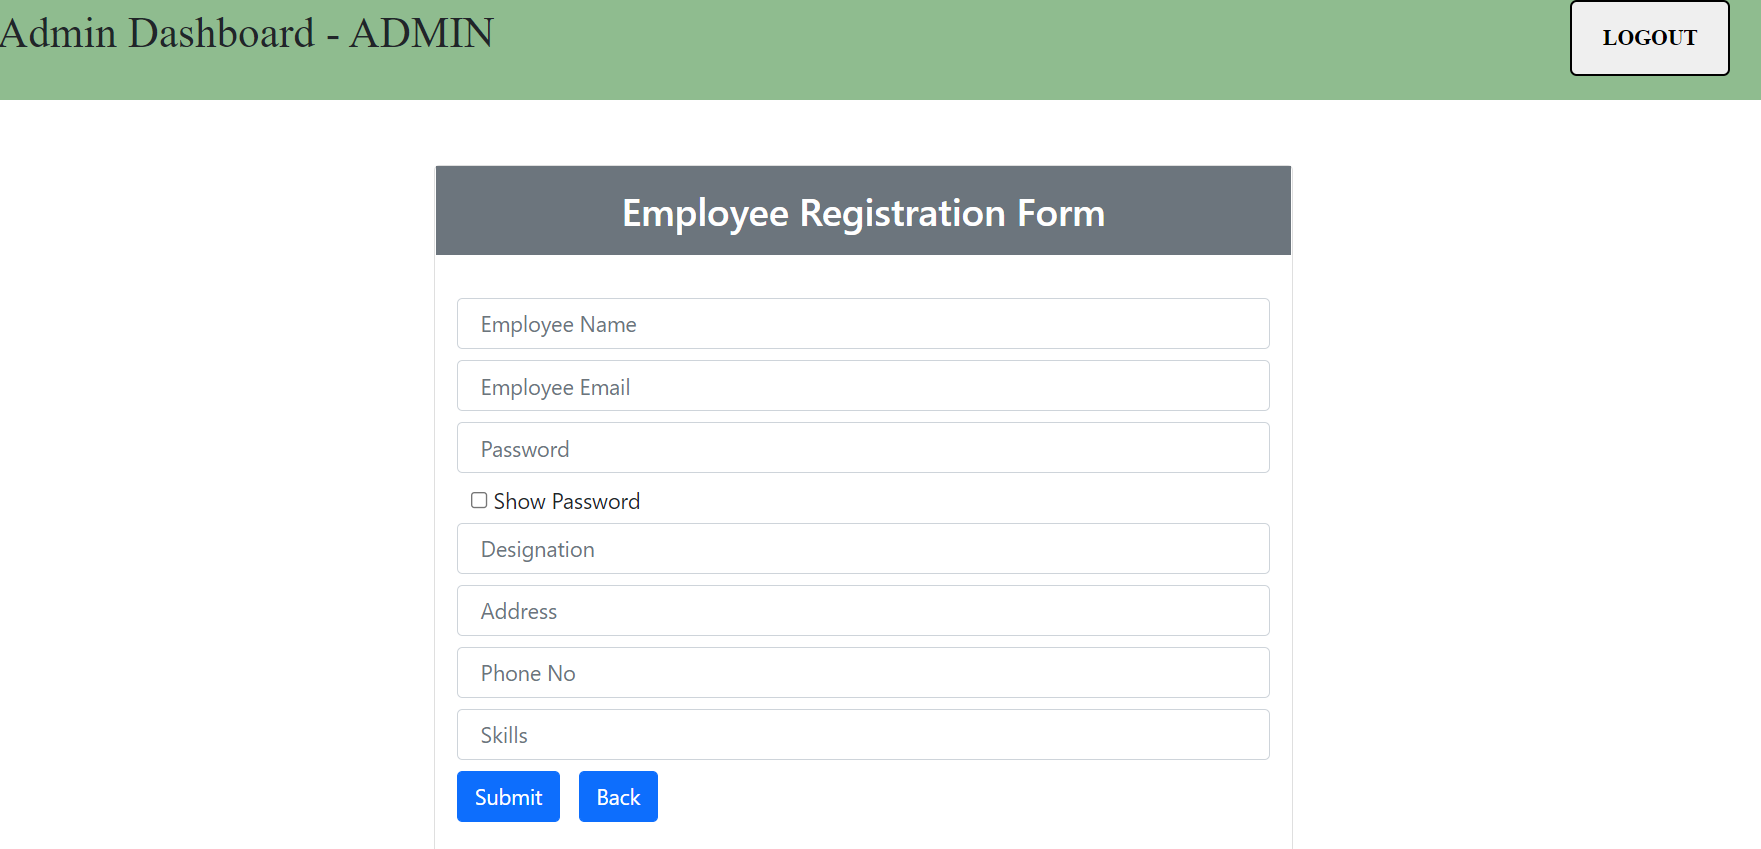 Admin Dashboard - ADMIN
LOGOUT
Employee Registration Form
Employee Name
Employee Email
Password
Show Password
Designation
Address
Phone No
Skills
Submit Back